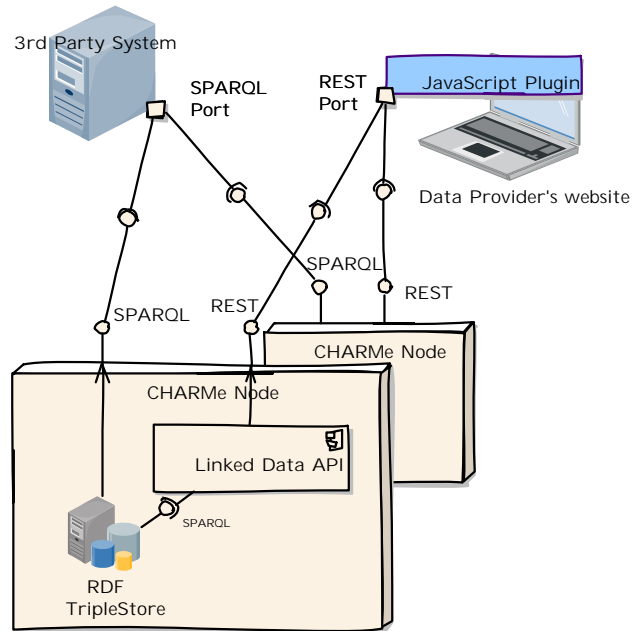 3rd Party System
SPARQL
Port
REST
Port
JavaScript Plugin
Data Provider's website
SPARQL
REST
SPARQL
REST
CHARMe Node
CHARMe Node
Linked Data API
SPARQL
RDF
TripleStore